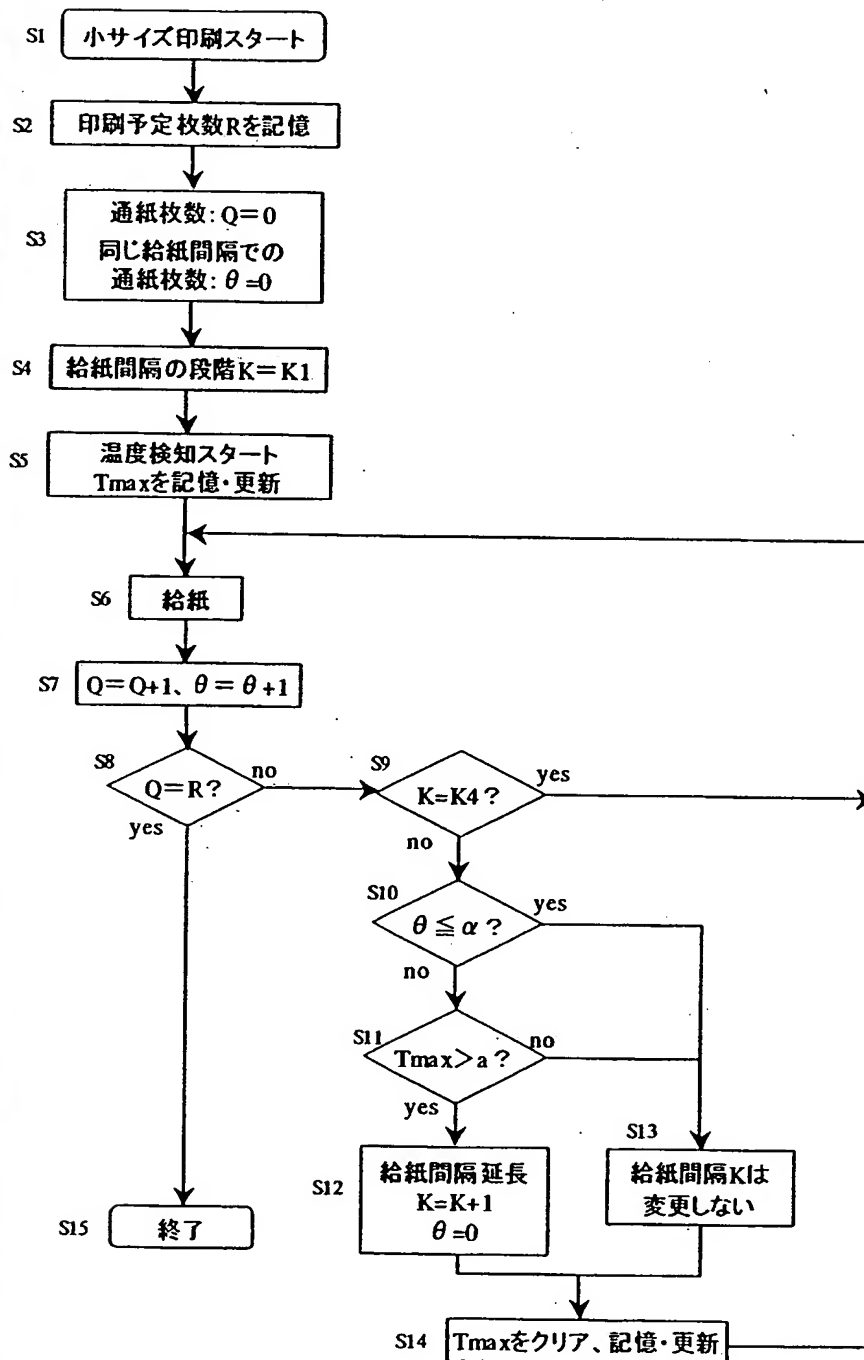 S1 小サイズ印刷スタート
S2 印刷予定枚数Rを記憶
S3
通紙枚数: Q=0
同じ給紙間隔での
通紙枚数: θ=0
S4 給紙間隔の段階K=K1
S5
温度検知スタート
Tmaxを記憶・更新
S6 給紙
S7 Q=Q+1、θ=θ+1
S8 Q=R?
no
yes
S9 K=K4?
yes
no
S10 θ≦α?
yes
no
S11 Tmax>a?
no
yes
S12
給紙間隔延長
K=K+1
θ=0
S13
給紙間隔Kは
変更しない
S15 終了
S14 Tmaxをクリア、記憶・更新